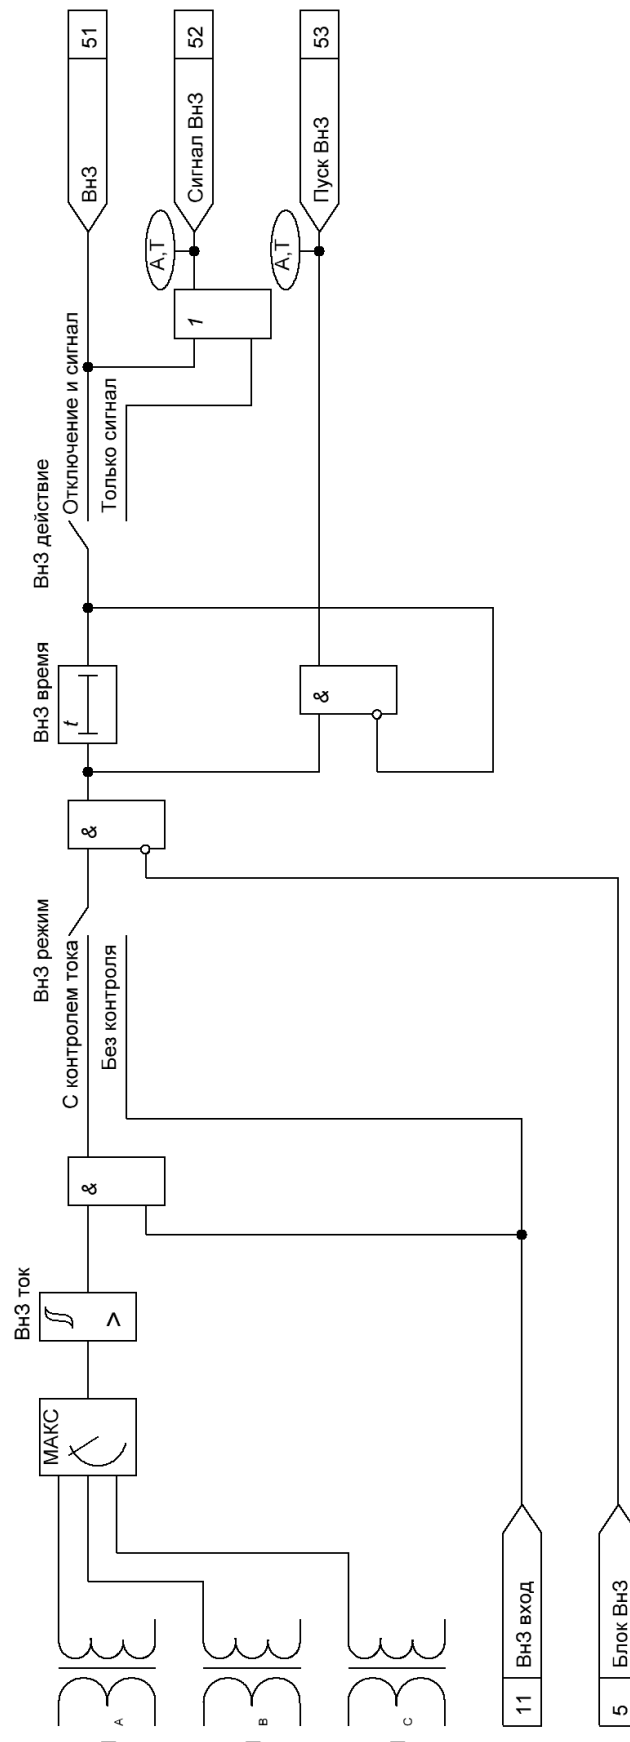 51
ВнЗ
52
Сигнал ВнЗ
53
Пуск ВнЗ
А,Т
А,Т
1
Отключение и сигнал
Только сигнал
ВнЗ действие
ВнЗ время
t
&
&
ВнЗ режим
С контролем тока
Без контроля
&
ВнЗ ток
>
МАКС
A
B
C
11
ВнЗ вход
5
Блок ВнЗ